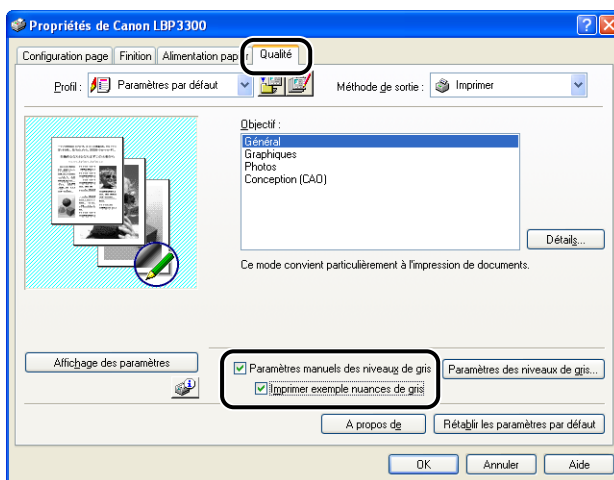 Propriétés de Canon LBP3300
Configuration page Finition Alimentation papier Qualité
Profil : Paramètres par défaut Méthode de sortie : Imprimer
Objectif :
Général
Graphiques
Photos
Conception (CAO)
Détails...
Ce mode convient particulièrement à l'impression de documents.
Affichage des paramètres
Paramètres manuels des niveaux de gris Paramètres des niveaux de gris...
Imprimer exemple nuances de gris
A propos de Rétablir les paramètres par défaut
OK Annuler Aide